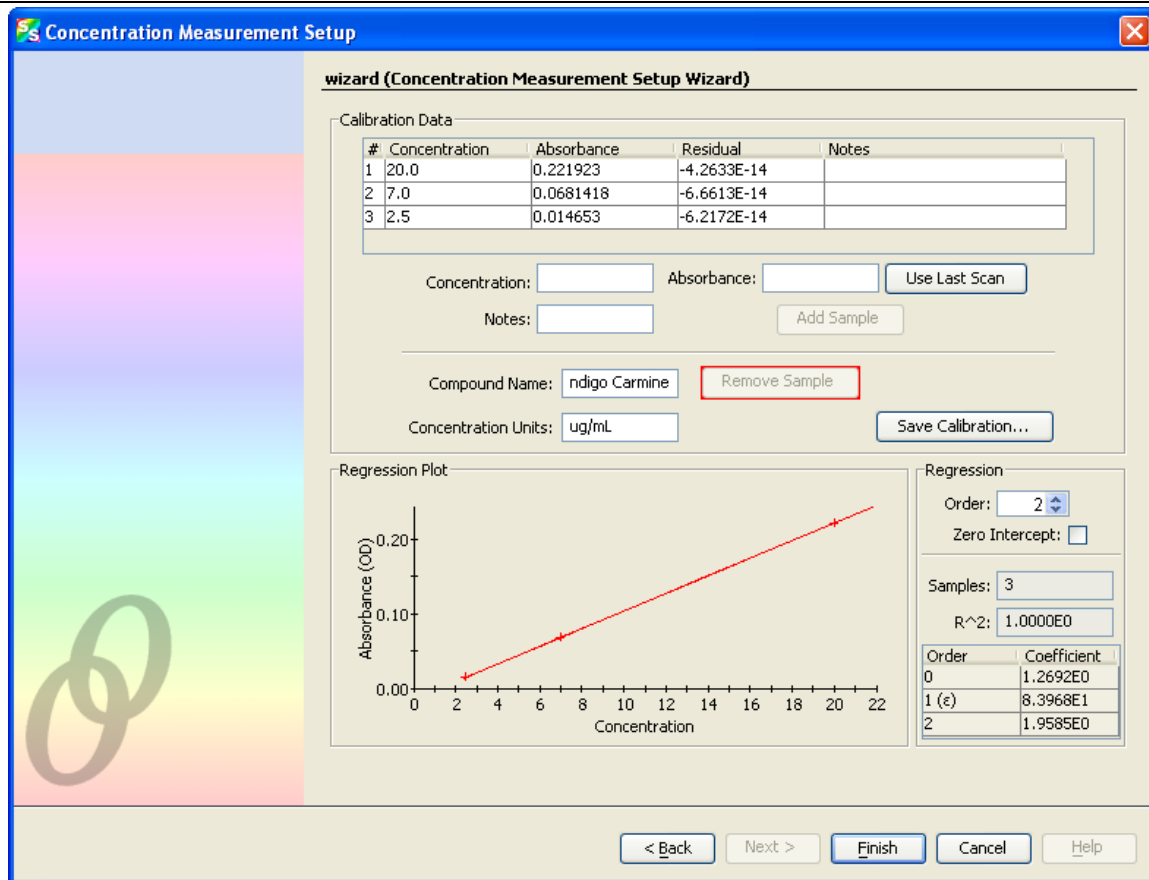 Concentration Measurement Setup
wizard (Concentration Measurement Setup Wizard)
Calibration Data
# Concentration Absorbance Residual Notes
1 20.0 0.221923 -4.2633E-14
2 7.0 0.0681418 -6.6613E-14
3 2.5 0.014653 -6.2172E-14
Concentration: Absorbance: Use Last Scan
Notes: Add Sample
Compound Name: ndigo Carmine Remove Sample
Concentration Units: ug/mL Save Calibration...
Regression Plot
Absorbance (OD)
0.20
0.10
0.00
0 2 4 6 8 10 12 14 16 18 20 22
Concentration
Regression
Order: 2
Zero Intercept:
Samples: 3
R^2: 1.0000E0
Order Coefficient
0 1.2692E0
1 (ε) 8.3968E1
2 1.9585E0
OO
< Back Next > Finish Cancel Help